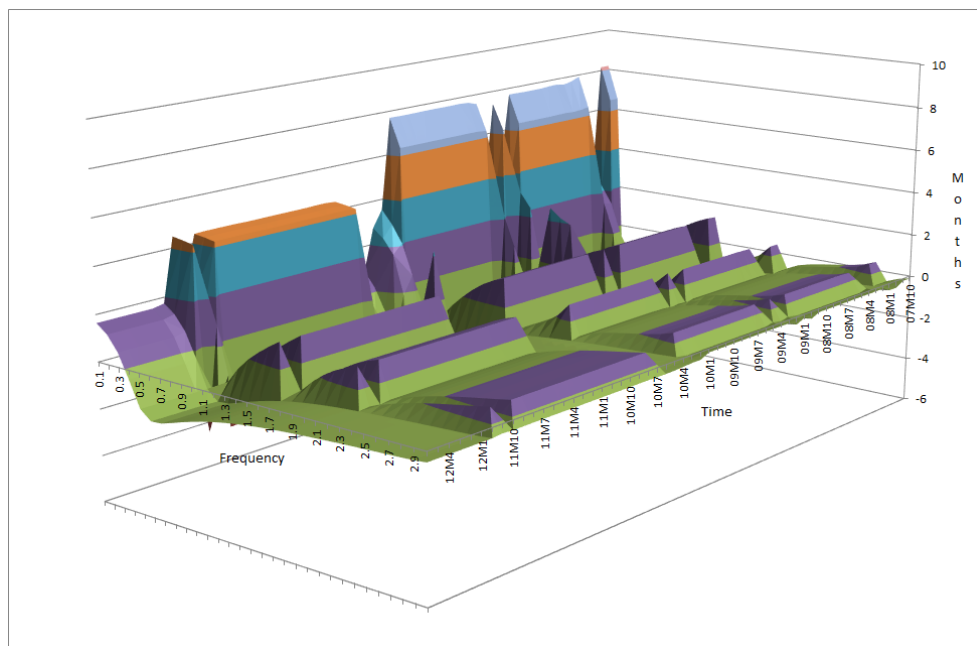 10
8
6
4
2
0
-2
-4
-6
M
o
n
t
h
s
0.1
0.3
0.5
0.7
0.9
1.1
1.3
1.5
1.7
1.9
2.1
2.3
2.5
2.7
2.9
Frequency
12M4
12M1
11M10
11M7
11M4
11M1
10M10
10M7
10M4
10M1
09M10
09M7
09M4
09M1
08M10
08M7
08M4
08M1
07M10
Time